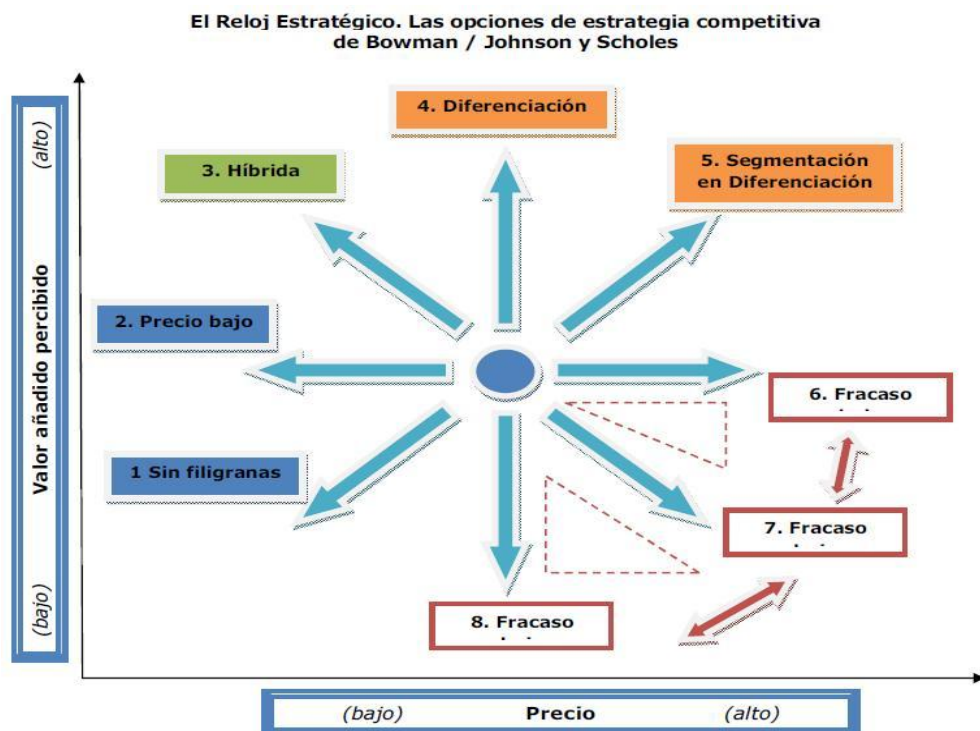 El Reloj Estratégico. Las opciones de estrategia competitiva
de Bowman / Johnson y Scholes
4. Diferenciación
3. Híbrida
5. Segmentación
en Diferenciación
2. Precio bajo
6. Fracaso
1 Sin filigranas
7. Fracaso
8. Fracaso
Valor añadido percibido
(alto)
(bajo)
(bajo) Precio (alto)